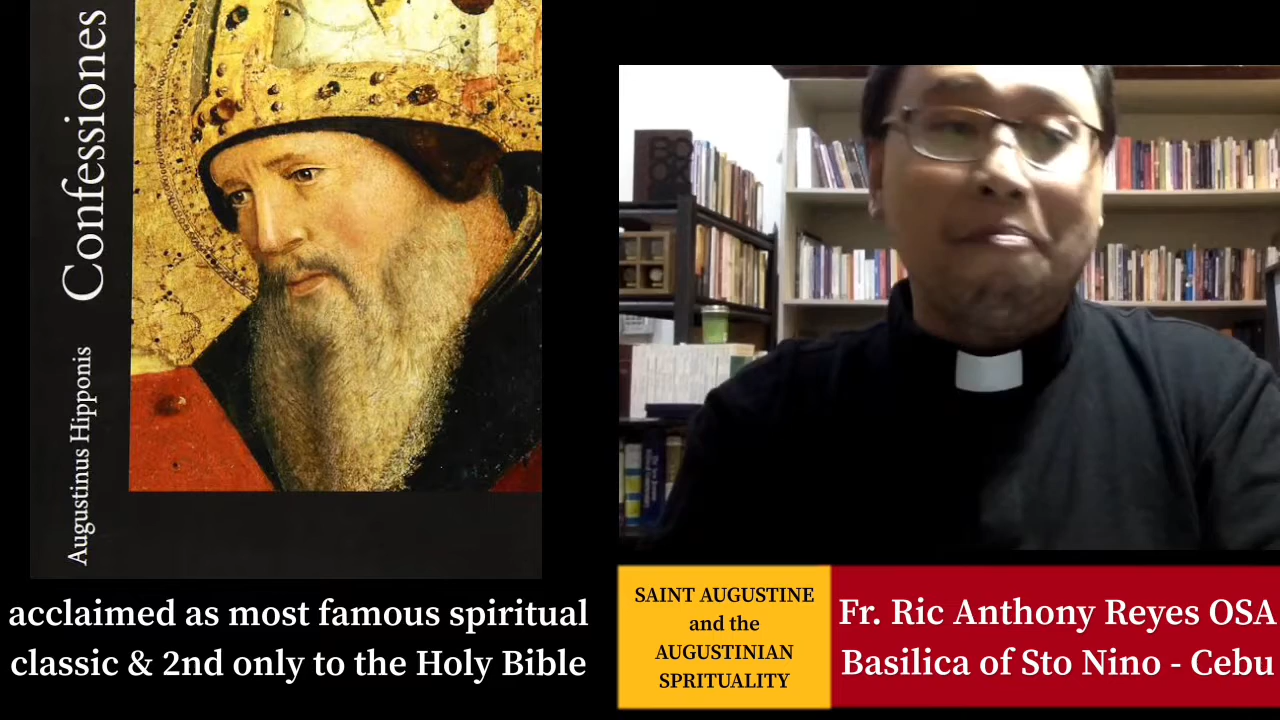 Augustinus Hipponis Confessiones
acclaimed as most famous spiritual
classic & 2nd only to the Holy Bible
SAINT AUGUSTINE
and the
AUGUSTINIAN
SPRITUALITY
Fr. Ric Anthony Reyes OSA
Basilica of Sto Nino - Cebu